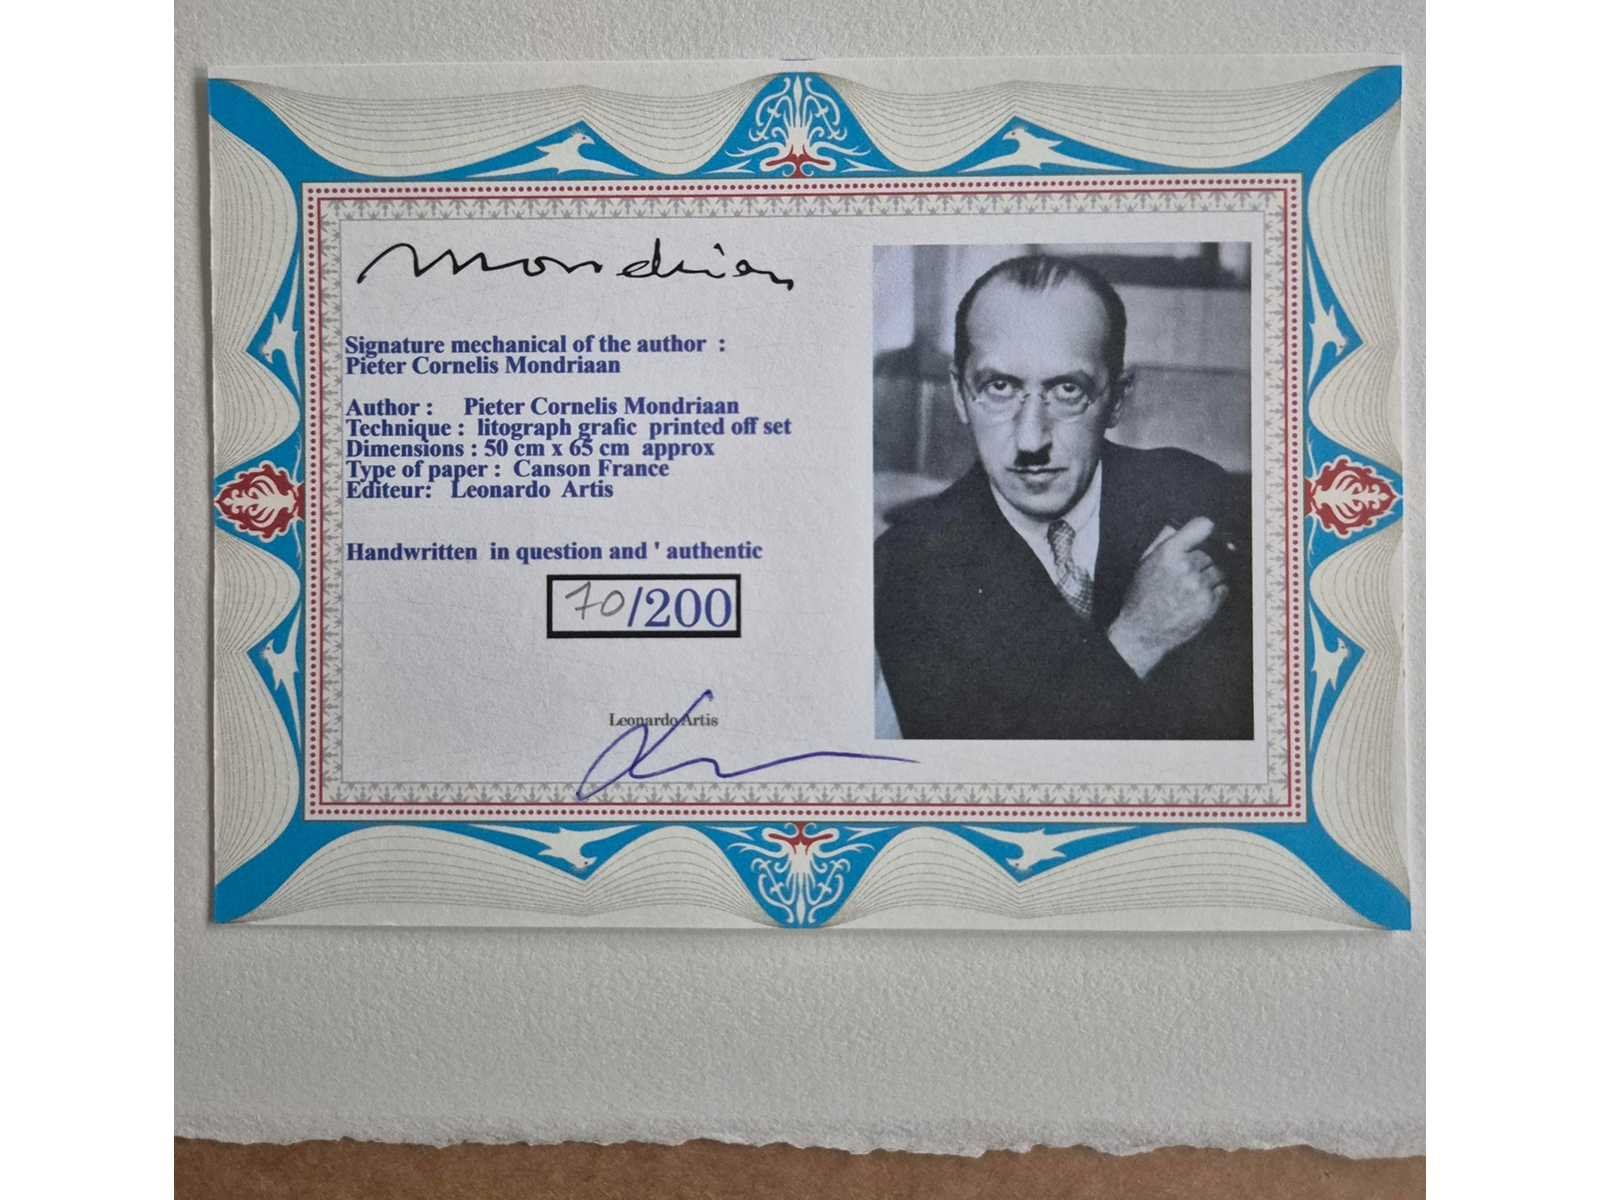 Mondrian
Signature mechanical of the author :
Pieter Cornelis Mondriaan
Author : Pieter Cornelis Mondriaan
Technique : litograph grafic printed off set
Dimensions : 50 cm x 65 cm approx
Type of paper : Canson France
Editeur: Leonardo Artis
Handwritten in question and ' authentic
70/200
Leonardo Artis